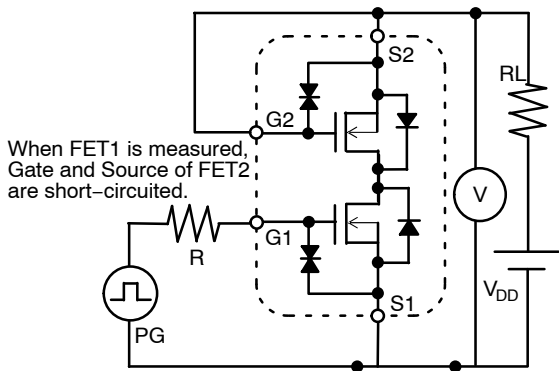 S2
RL
G2
When FET1 is measured,
Gate and Source of FET2
are short−circuited.
V
G1
R
VDD
S1
PG